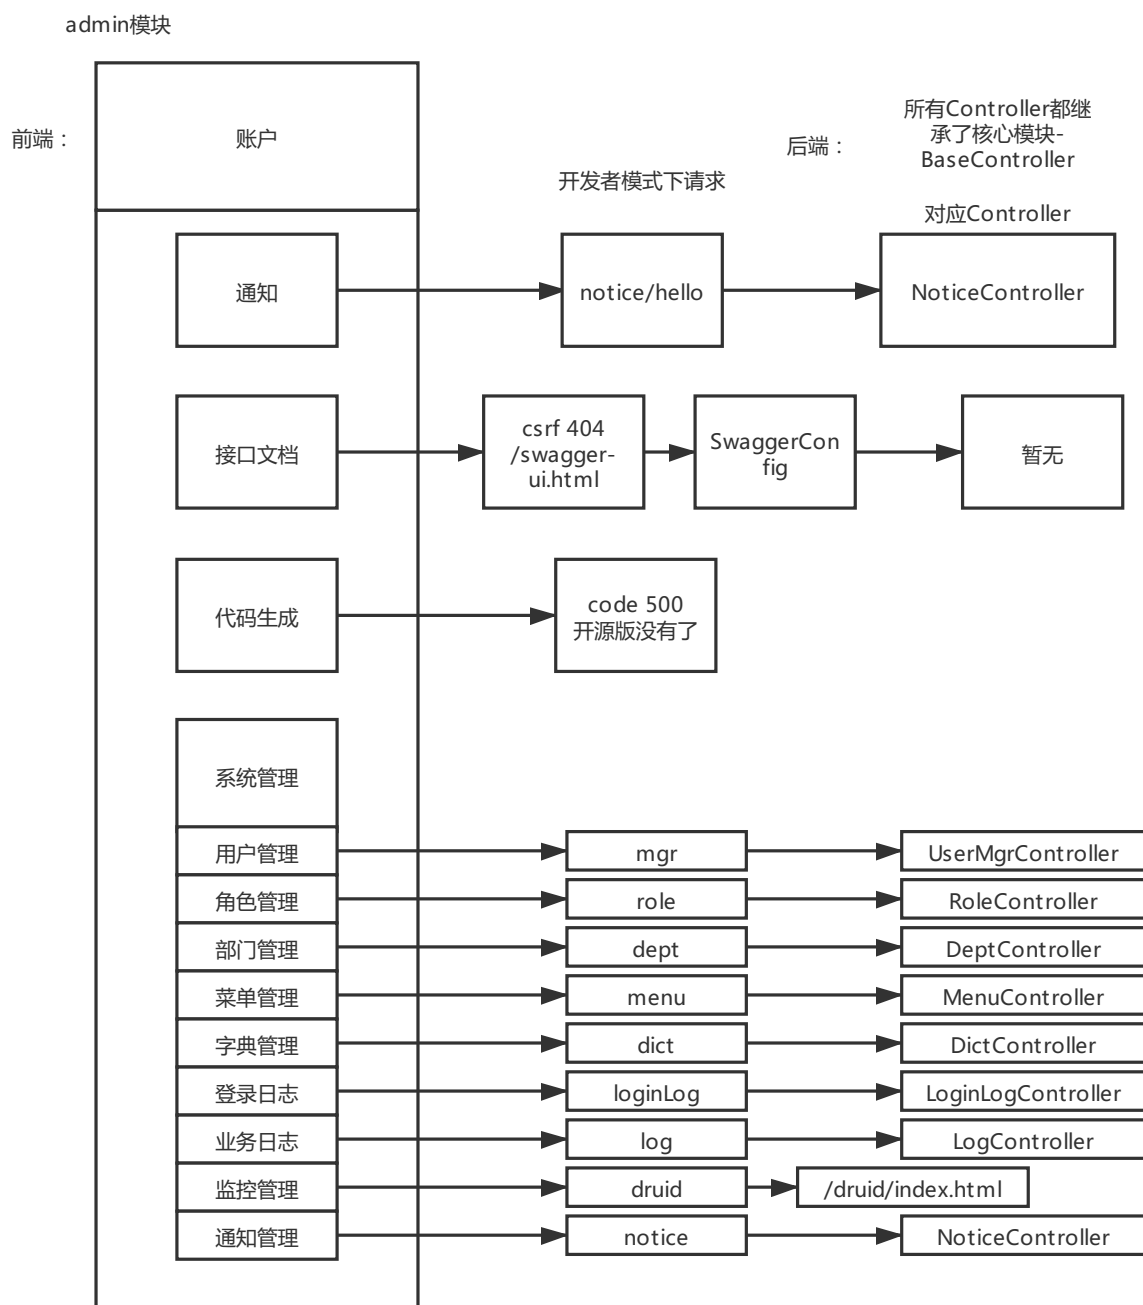 admin模块
前端：
账户
开发者模式下请求
后端：
所有Controller都继
承了核心模块-
BaseController
对应Controller
通知
notice/hello
NoticeController
接口文档
csrf 404
/swagger-
ui.html
SwaggerCon
fig
暂无
代码生成
code 500
开源版没有了
系统管理
用户管理
mgr
UserMgrController
角色管理
role
RoleController
部门管理
dept
DeptController
菜单管理
menu
MenuController
字典管理
dict
DictController
登录日志
loginLog
LoginLogController
业务日志
log
LogController
监控管理
druid
/druid/index.html
通知管理
notice
NoticeController